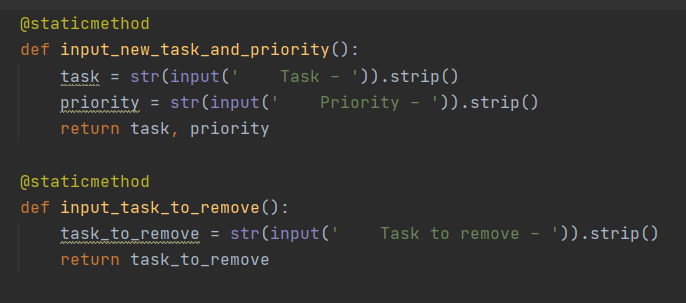 @staticmethod
def input_new_task_and_priority():
    task = str(input('    Task - ')).strip()
    priority = str(input('    Priority - ')).strip()
    return task, priority
@staticmethod
def input_task_to_remove():
    task_to_remove = str(input('    Task to remove - ')).strip()
    return task_to_remove